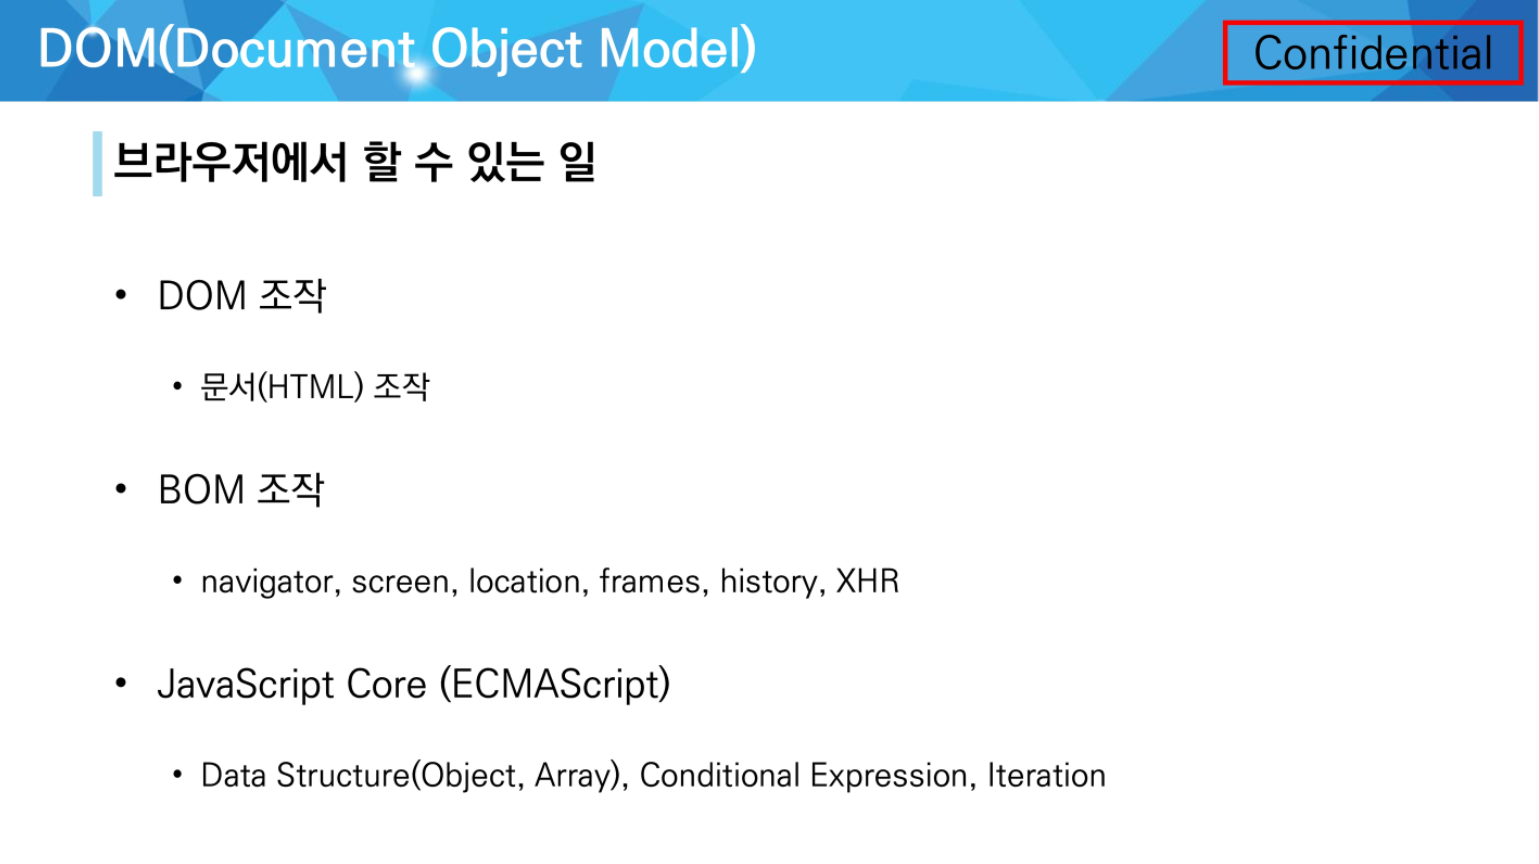 DOM(Document Object Model)
Confidential
브라우저에서 할 수 있는 일
• DOM 조작
• 문서(HTML) 조작
• BOM 조작
• navigator, screen, location, frames, history, XHR
• JavaScript Core (ECMAScript)
• Data Structure(Object, Array), Conditional Expression, Iteration